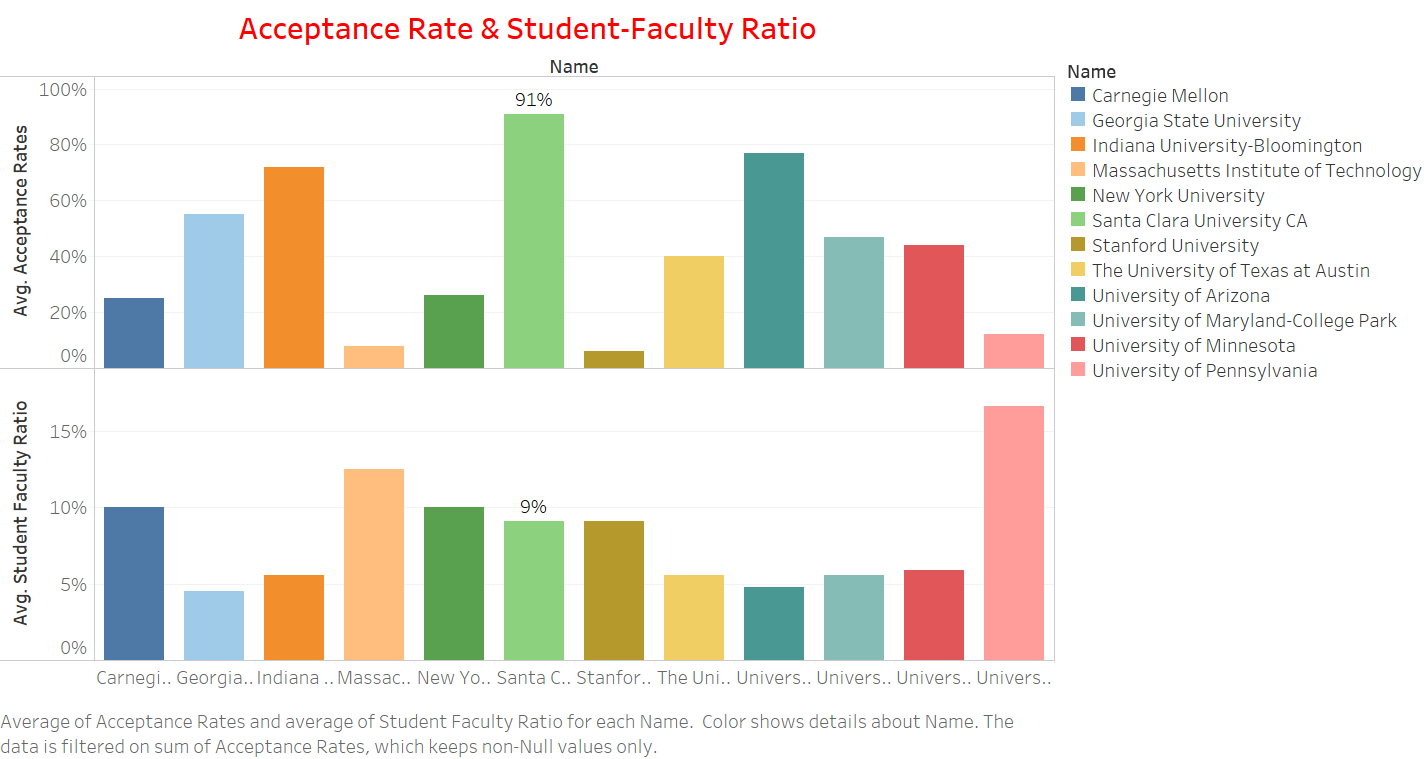 Acceptance Rate & Student-Faculty Ratio
Name
Avg. Acceptance Rates
100%
80%
60%
40%
20%
0%
91%
Avg. Student Faculty Ratio
15%
10%
5%
0%
9%
Carnegi.. Georgia.. Indiana .. Massac.. New Yo.. Santa C.. Stanfor.. The Uni.. Univers.. Univers.. Univers.. Univers..
Name
Carnegie Mellon
Georgia State University
Indiana University-Bloomington
Massachusetts Institute of Technology
New York University
Santa Clara University CA
Stanford University
The University of Texas at Austin
University of Arizona
University of Maryland-College Park
University of Minnesota
University of Pennsylvania
Average of Acceptance Rates and average of Student Faculty Ratio for each Name.  Color shows details about Name. The
data is filtered on sum of Acceptance Rates, which keeps non-Null values only.